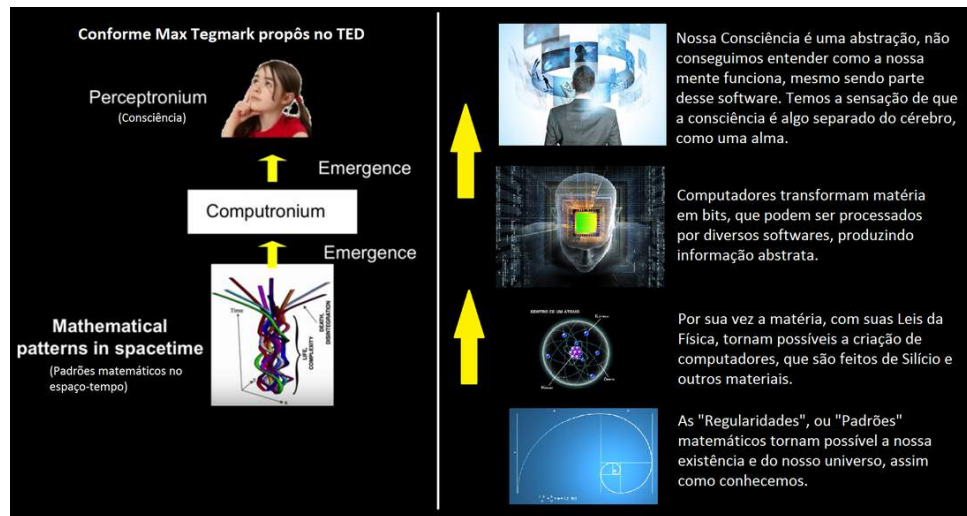 Conforme Max Tegmark propôs no TED
Perceptronium
(Consciência)
Emergence
Computronium
Emergence
Time
DEATH,
DISINTEGRATION
LIFE,
COMPLEXITY
Mathematical
patterns in spacetime
(Padrões matemáticos no
espaço-tempo)
Nossa Consciência é uma abstração, não
conseguimos entender como a nossa
mente funciona, mesmo sendo parte
desse software. Temos a sensação de que
a consciência é algo separado do cérebro,
como uma alma.
Computadores transformam matéria
em bits, que podem ser processados
por diversos softwares, produzindo
informação abstrata.
DENTRO DE UM ÁTOMO
Por sua vez a matéria, com suas Leis da
Física, tornam possíveis a criação de
computadores, que são feitos de Silício e
outros materiais.
As "Regularidades", ou "Padrões"
matemáticos tornam possível a nossa
existência e do nosso universo, assim
como conhecemos.